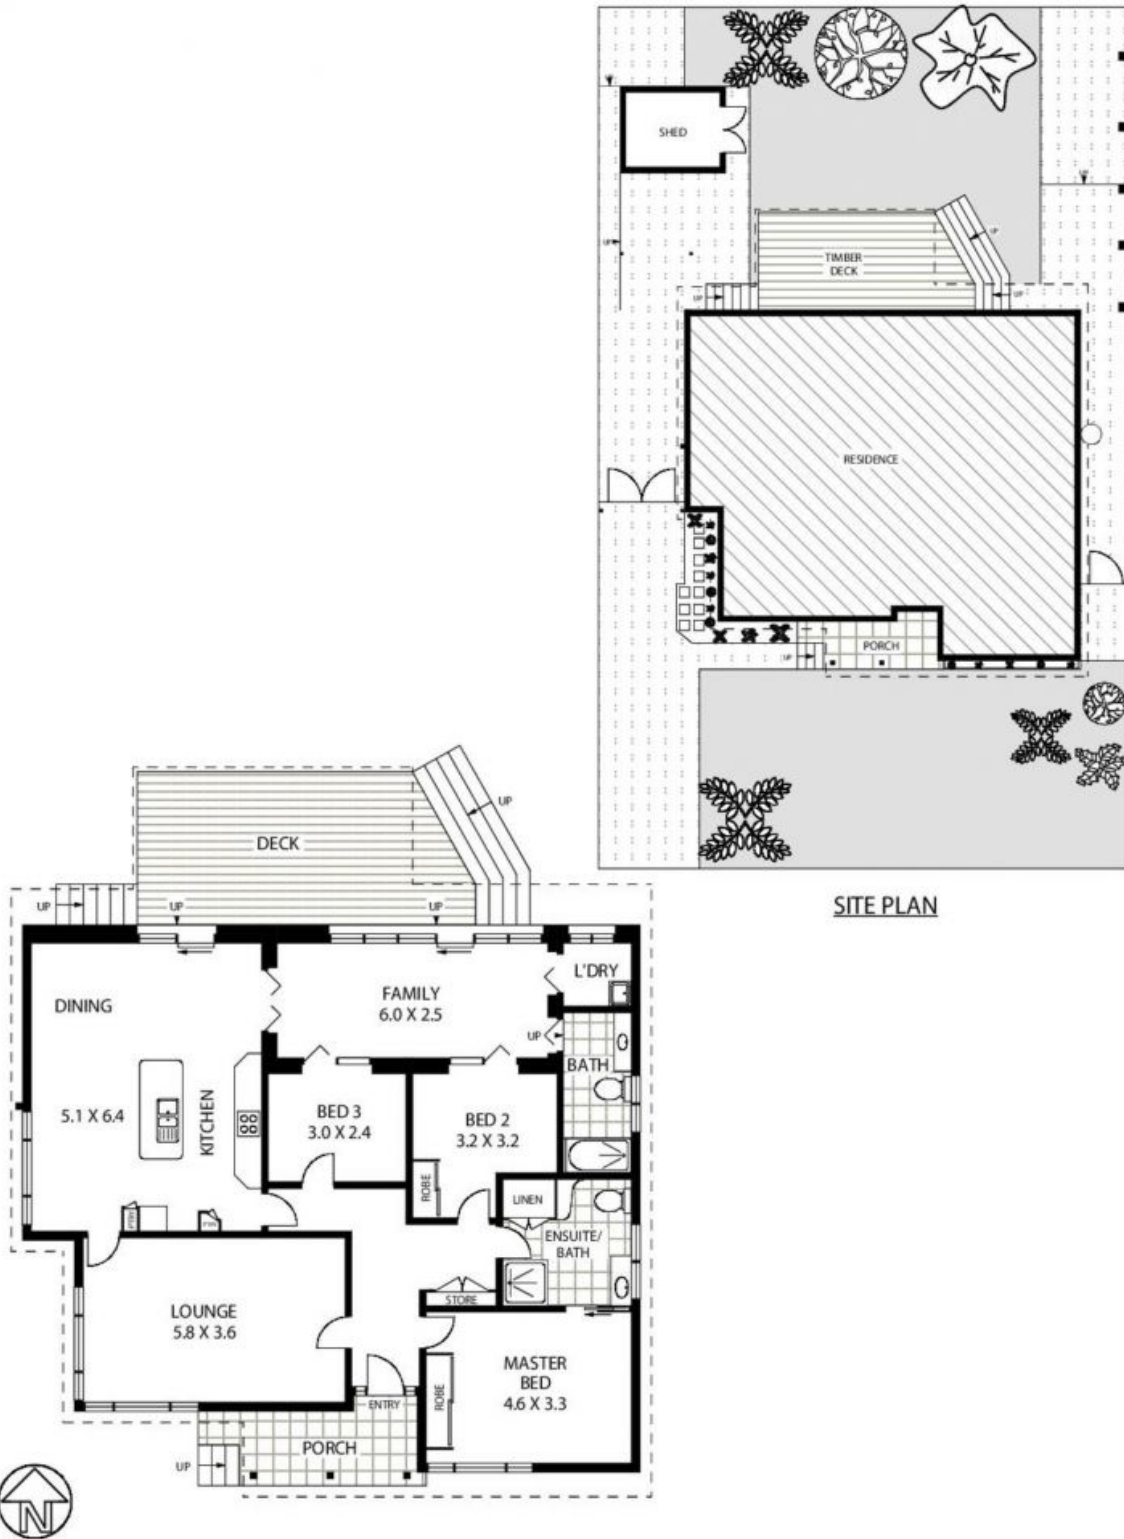 SHED
UP
UP
UP
UP
TIMBER
DECK
UP
UP
RESIDENCE
PORCH
UP
SITE PLAN
DECK
UP
UP
UP
UP
DINING
FAMILY
6.0 X 2.5
L'DRY
UP
BATH
5.1 X 6.4
KITCHEN
BED 3
3.0 X 2.4
BED 2
3.2 X 3.2
ROBE
LINEN
ENSUITE/
BATH
STORE
LOUNGE
5.8 X 3.6
MASTER
BED
4.6 X 3.3
ROBE
ENTRY
PORCH
UP
N